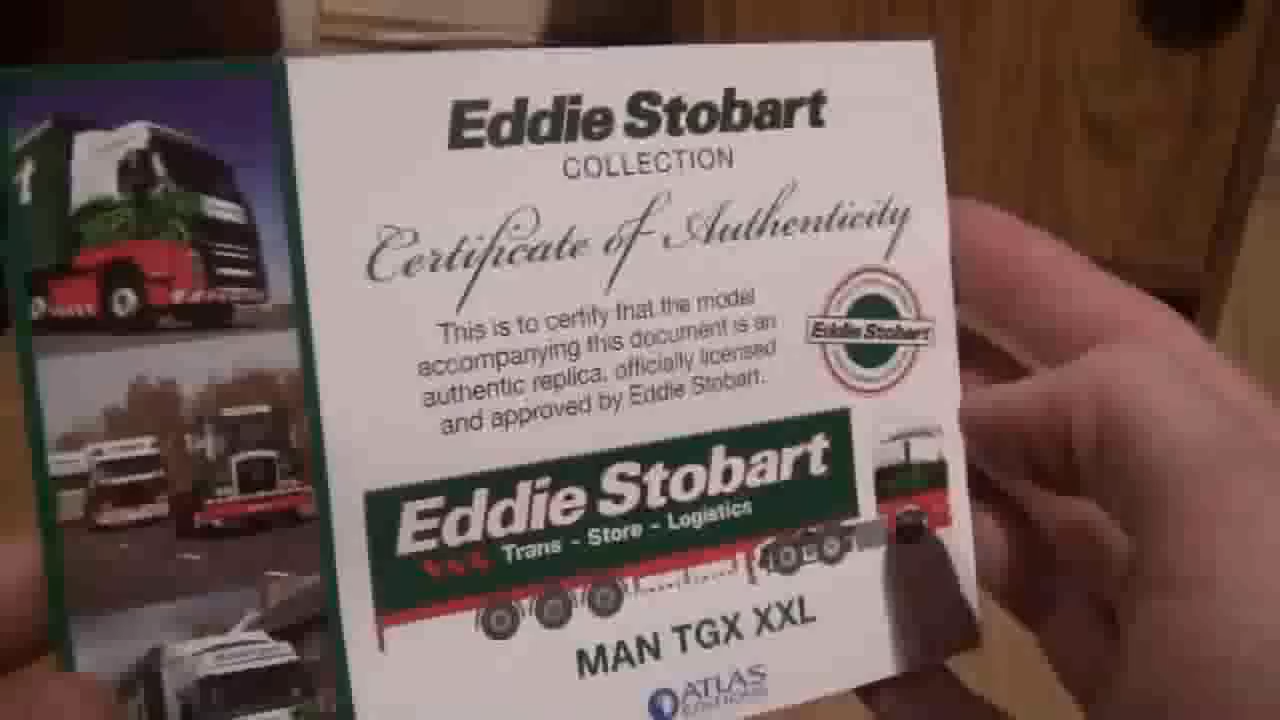 Eddie Stobart
COLLECTION
Certificate of Authenticity
This is to certify that the model
accompanying this document is an
authentic replica, officially licensed
and approved by Eddie Stobart.
Eddie Stobart
Eddie Stobart
Trans - Store - Logistics
MAN TGX XXL
ATLAS
EDITIONS